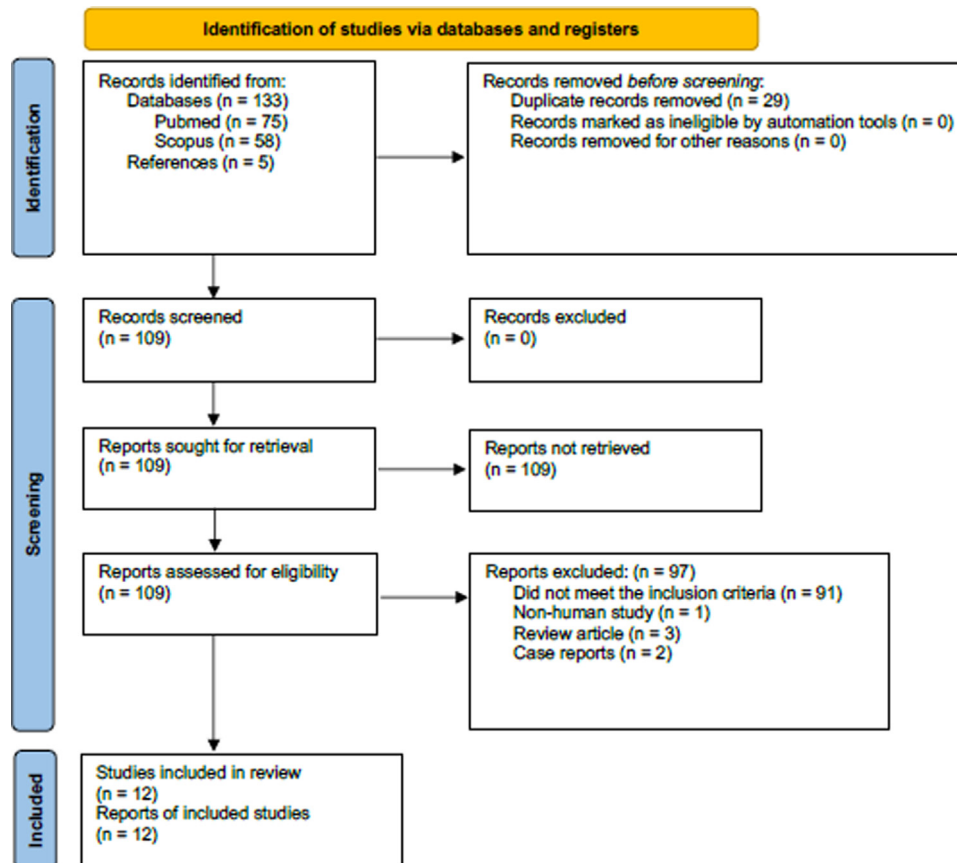 Identification of studies via databases and registers
Identification
Records identified from:
Databases (n = 133)
Pubmed = 75)
Scopus = 58)
References (n = 5)
Records removed before screening:
Duplicate records removed (n = 29)
Records marked as ineligible by automation tools (n = 0)
Records removed for other reasons (n = 0)
Screening
Records screened
(n = 109)
Records excluded
(n = 0)
Reports sought for retrieval
(n = 109)
Reports not retrieved
(n = 109)
Reports assessed for eligibility
(n = 109)
Reports excluded: (n = 97)
Did not meet the inclusion criteria (n = 91)
Non-human study (n = 1)
Review article (n = 3)
Case reports (n = 2)
Included
Studies included in review
(n = 12)
Reports of included studies
(n = 12)